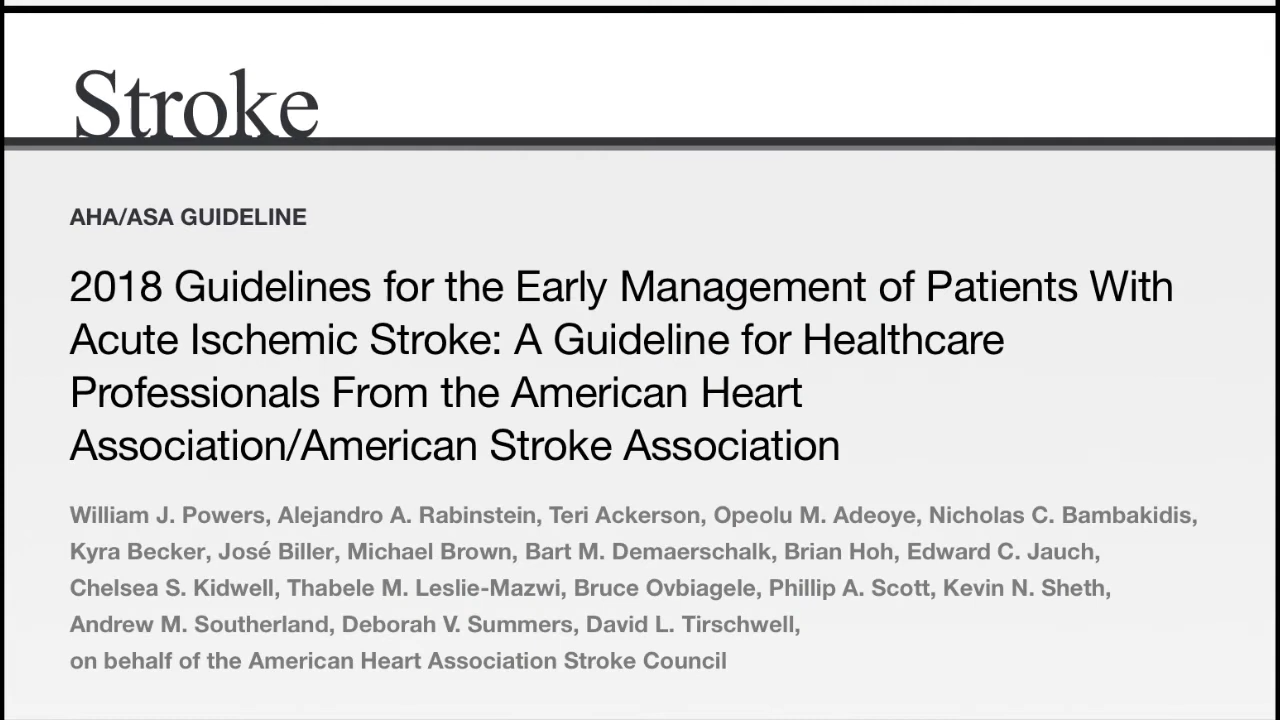 Stroke
AHA/ASA GUIDELINE
2018 Guidelines for the Early Management of Patients With
Acute Ischemic Stroke: A Guideline for Healthcare
Professionals From the American Heart
Association/American Stroke Association
William J. Powers, Alejandro A. Rabinstein, Teri Ackerson, Opeolu M. Adeoye, Nicholas C. Bambakidis,
Kyra Becker, José Biller, Michael Brown, Bart M. Demaerschalk, Brian Hoh, Edward C. Jauch,
Chelsea S. Kidwell, Thabele M. Leslie-Mazwi, Bruce Ovbiagele, Phillip A. Scott, Kevin N. Sheth,
Andrew M. Southerland, Deborah V. Summers, David L. Tirschwell,
on behalf of the American Heart Association Stroke Council